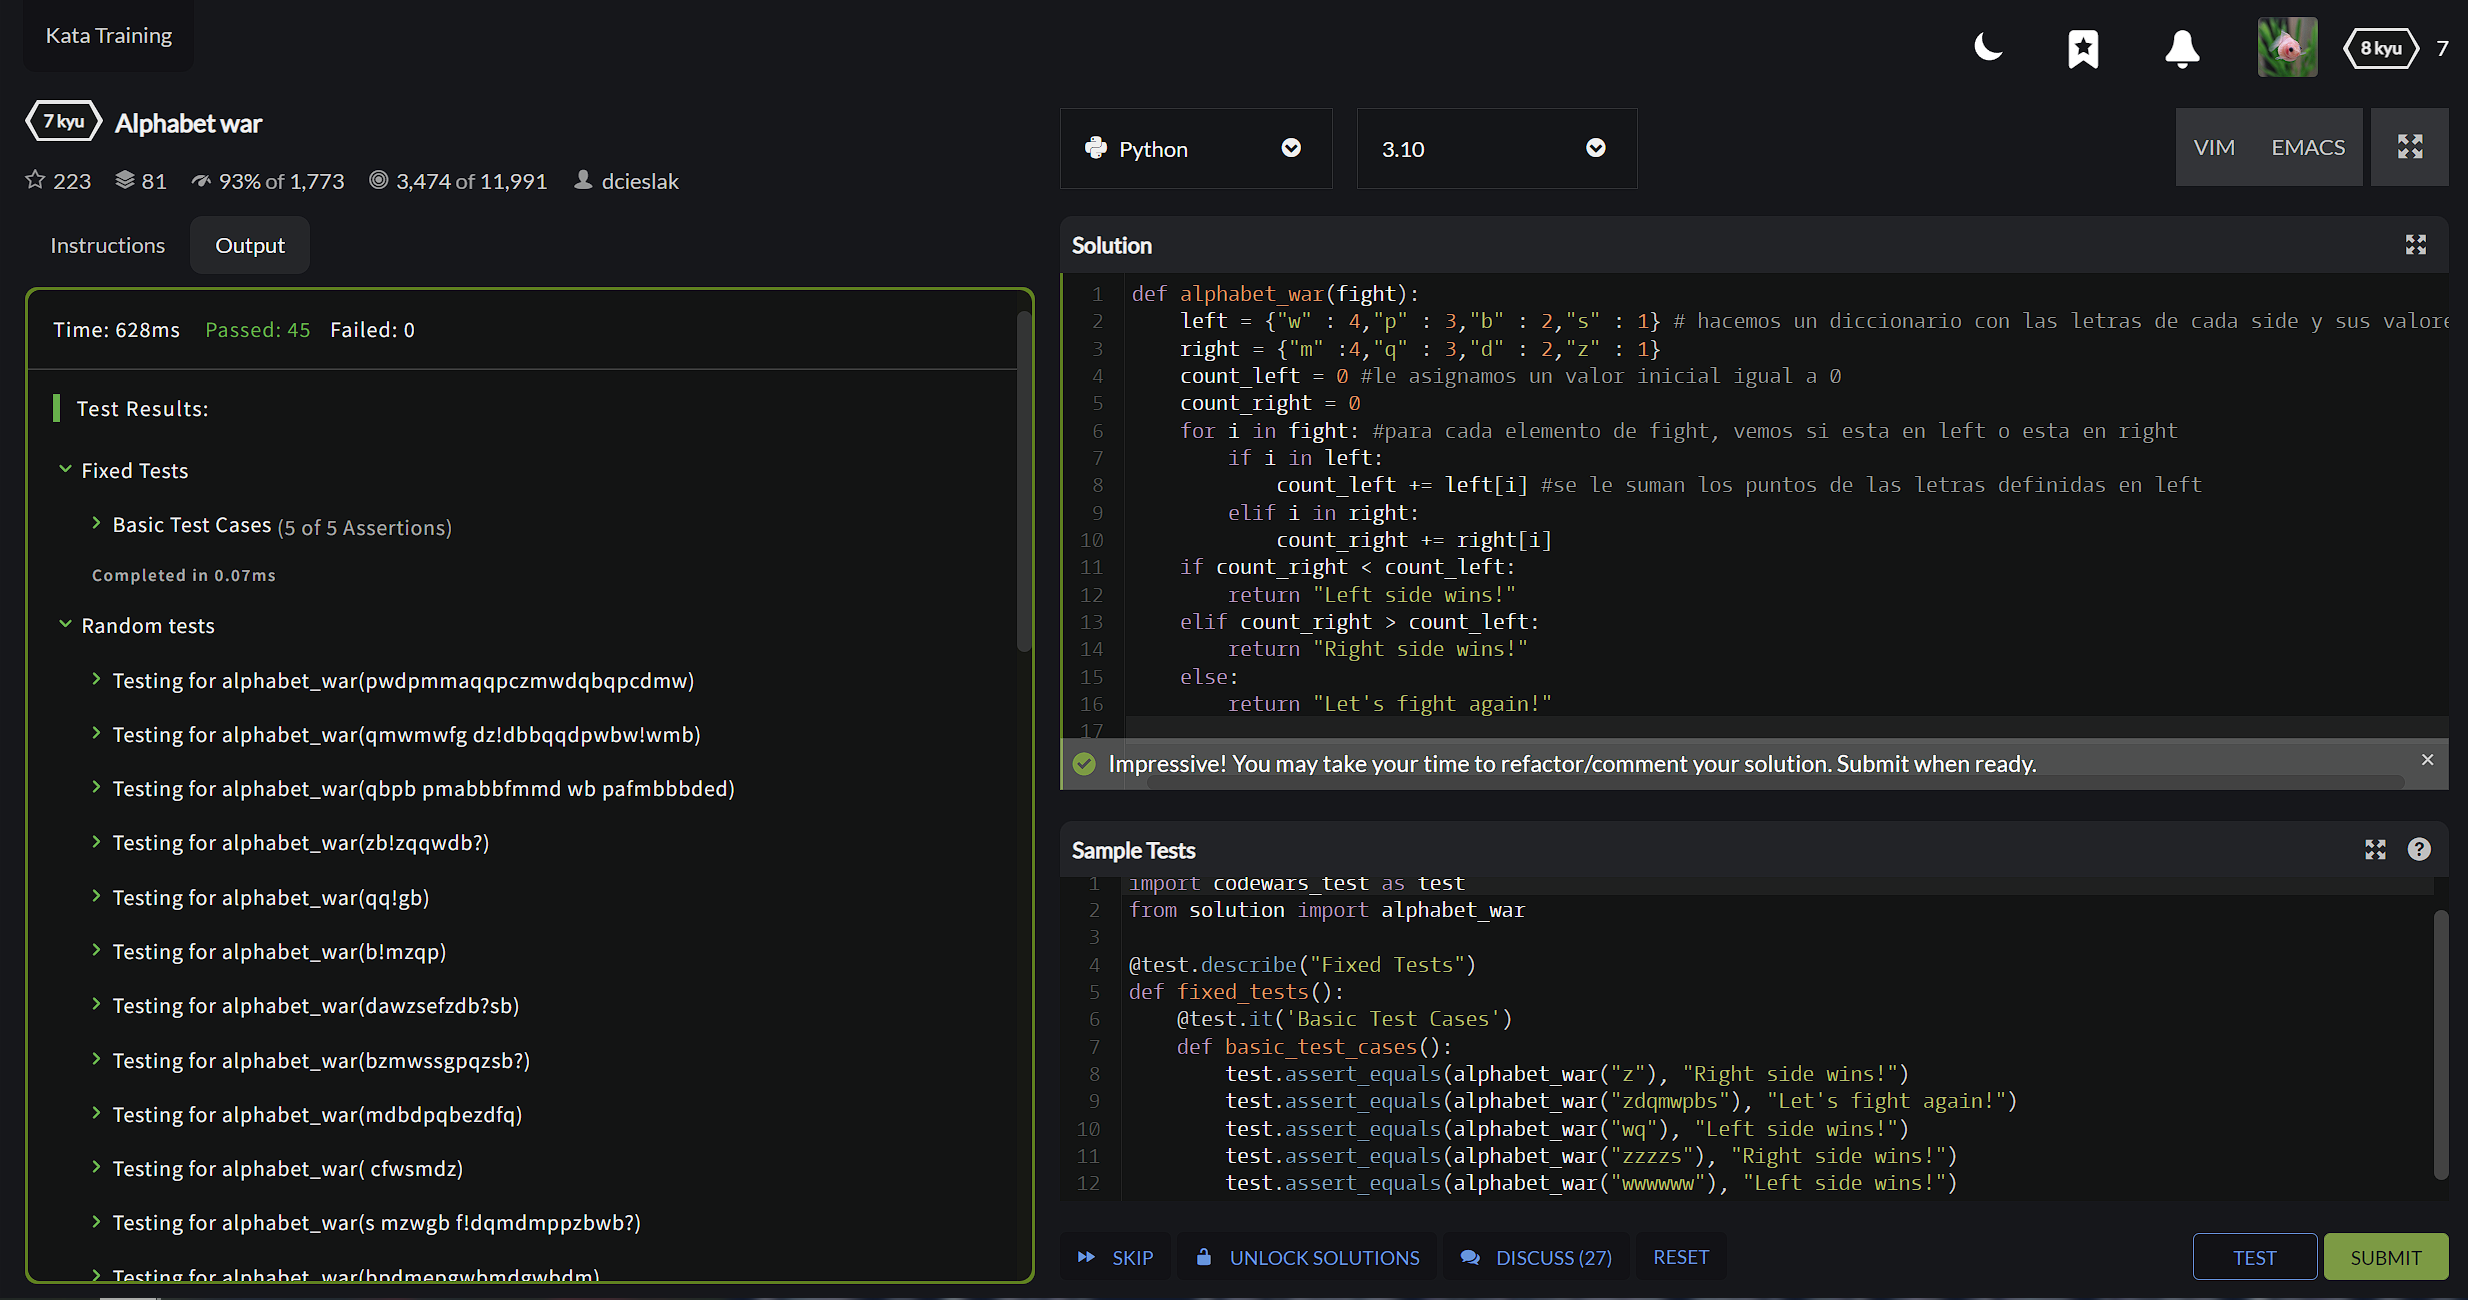 Kata Training
8 kyu 7
7 kyu Alphabet war
223 81 93% of 1,773 3,474 of 11,991 dcieslak
Python
3.10
VIM EMACS
Instructions Output
Time: 628ms Passed: 45 Failed: 0
Test Results:
Fixed Tests
Basic Test Cases (5 of 5 Assertions)
Completed in 0.07ms
Random tests
Testing for alphabet_war(pwdpmmaqqpczmwdqbqpcdmw)
Testing for alphabet_war(qmwmwfg dz!dbbqqdpwbw!wmb)
Testing for alphabet_war(qbpb pmabbbfmmd wb pafmbbbded)
Testing for alphabet_war(zb!zqqwdb?)
Testing for alphabet_war(qq!gb)
Testing for alphabet_war(b!mzqp)
Testing for alphabet_war(dawzsefzdb?sb)
Testing for alphabet_war(bzmwssgpqzsb?)
Testing for alphabet_war(mdbdpqbezdfq)
Testing for alphabet_war( cfwsmdz)
Testing for alphabet_war(s mzwgb f!dqmdmppzbwb?)
Testing for
Solution
1 def alphabet_war(fight):
2     left = {"w" : 4,"p" : 3,"b" : 2,"s" : 1} # hacemos un diccionario con las letras de cada side y sus valore
3     right = {"m" :4,"q" : 3,"d" : 2,"z" : 1}
4     count_left = 0 #le asignamos un valor inicial igual a 0
5     count_right = 0
6     for i in fight: #para cada elemento de fight, vemos si esta en left o esta en right
7         if i in left:
8             count_left += left[i] #se le suman los puntos de las letras definidas en left
9         elif i in right:
10             count_right += right[i]
11     if count_right < count_left:
12         return "Left side wins!"
13     elif count_right > count_left:
14         return "Right side wins!"
15     else:
16         return "Let's fight again!"
17
Impressive! You may take your time to refactor/comment your solution. Submit when ready.
Sample Tests
1 import codewars_test as test
2 from solution import alphabet_war
3
4 @test.describe("Fixed Tests")
5 def fixed_tests():
6     @test.it('Basic Test Cases')
7     def basic_test_cases():
8         test.assert_equals(alphabet_war("z"), "Right side wins!")
9         test.assert_equals(alphabet_war("zdqmwpbs"), "Let's fight again!")
10         test.assert_equals(alphabet_war("wq"), "Left side wins!")
11         test.assert_equals(alphabet_war("zzzzs"), "Right side wins!")
12         test.assert_equals(alphabet_war("wwwwww"), "Left side wins!")
SKIP UNLOCK SOLUTIONS DISCUSS (27) RESET TEST SUBMIT